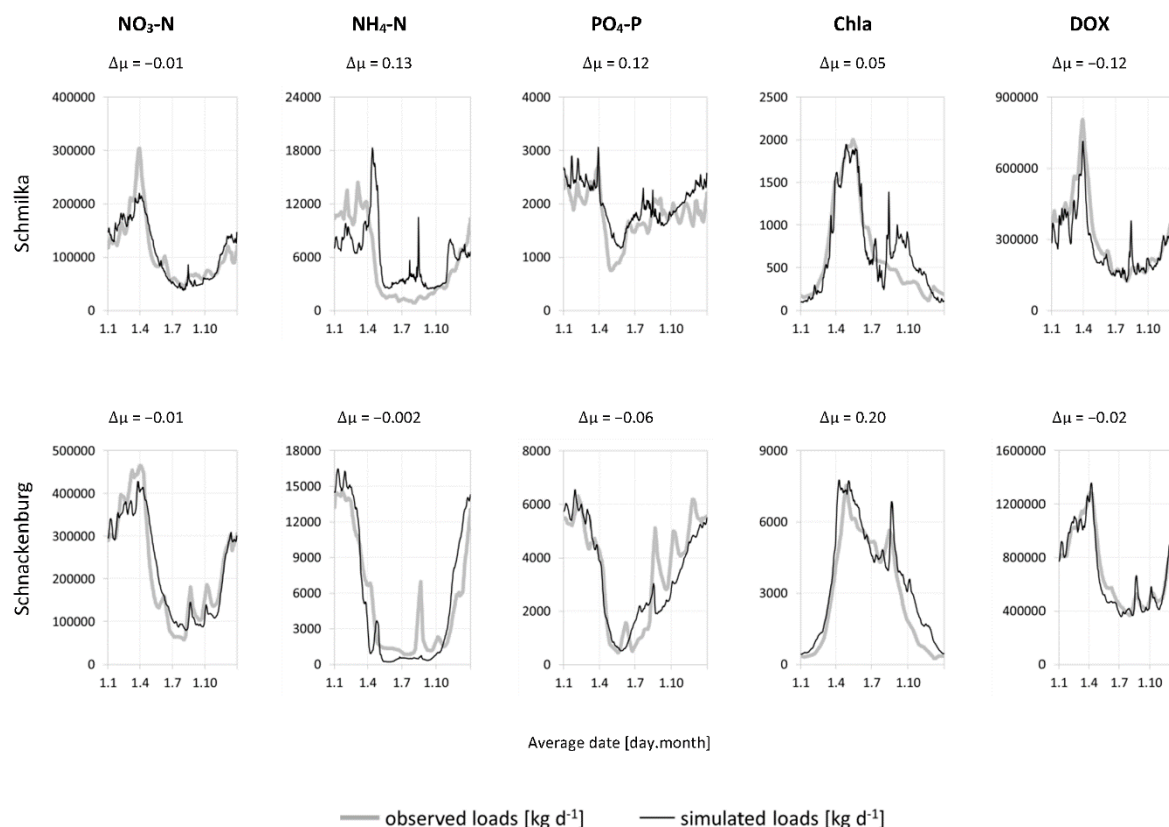 NO₃-N NH₄-N PO₄-P Chla DOX
Δμ = −0.01 Δμ = 0.13 Δμ = 0.12 Δμ = 0.05 Δμ = −0.12
Schmilka
400000 300000 200000 100000 0
1.1 1.4 1.7 1.10
24000 18000 12000 6000 0
1.1 1.4 1.7 1.10
4000 3000 2000 1000 0
1.1 1.4 1.7 1.10
2500 2000 1500 1000 500 0
1.1 1.4 1.7 1.10
900000 600000 300000 0
1.1 1.4 1.7 1.10
Δμ = −0.01 Δμ = −0.002 Δμ = −0.06 Δμ = 0.20 Δμ = −0.02
Schnackenburg
500000 400000 300000 200000 100000 0
1.1 1.4 1.7 1.10
18000 15000 12000 9000 6000 3000 0
1.1 1.4 1.7 1.10
8000 6000 4000 2000 0
1.1 1.4 1.7 1.10
9000 6000 3000 0
1.1 1.4 1.7 1.10
1600000 1200000 800000 400000 0
1.1 1.4 1.7 1.10
Average date [day.month]
observed loads [kg d⁻¹] simulated loads [kg d⁻¹]